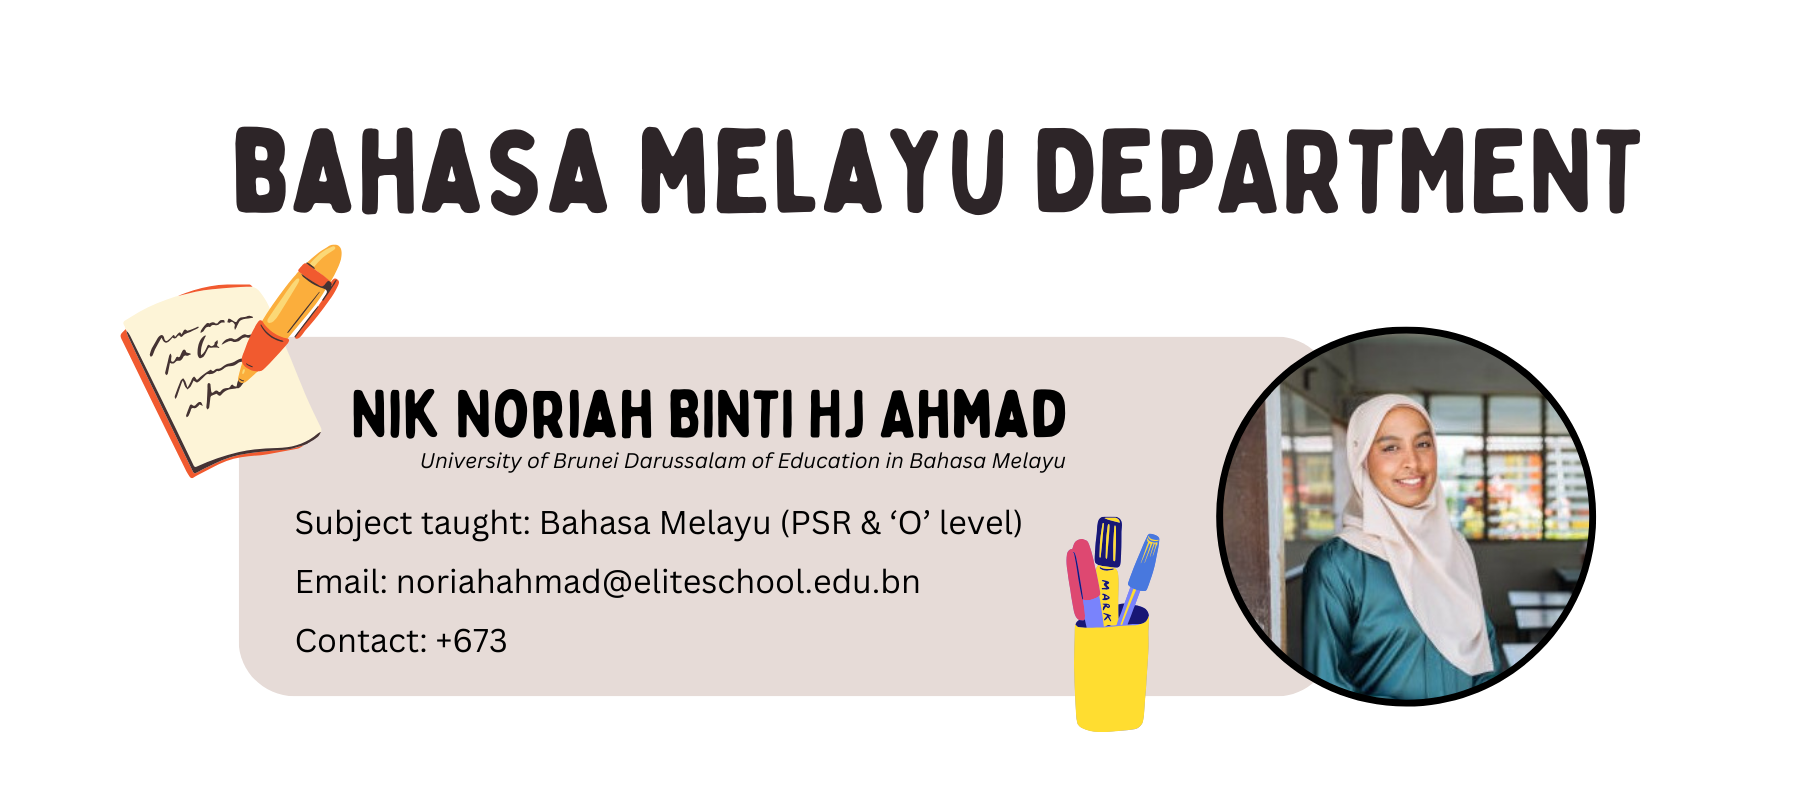 BAHASA MELAYU DEPARTMENT
NIK NORIAH BINTI HJ AHMAD
University of Brunei Darussalam of Education in Bahasa Melayu
Subject taught: Bahasa Melayu (PSR & ‘O’ level)
Email: noriahahmad@eliteschool.edu.bn
Contact: +673
MARK